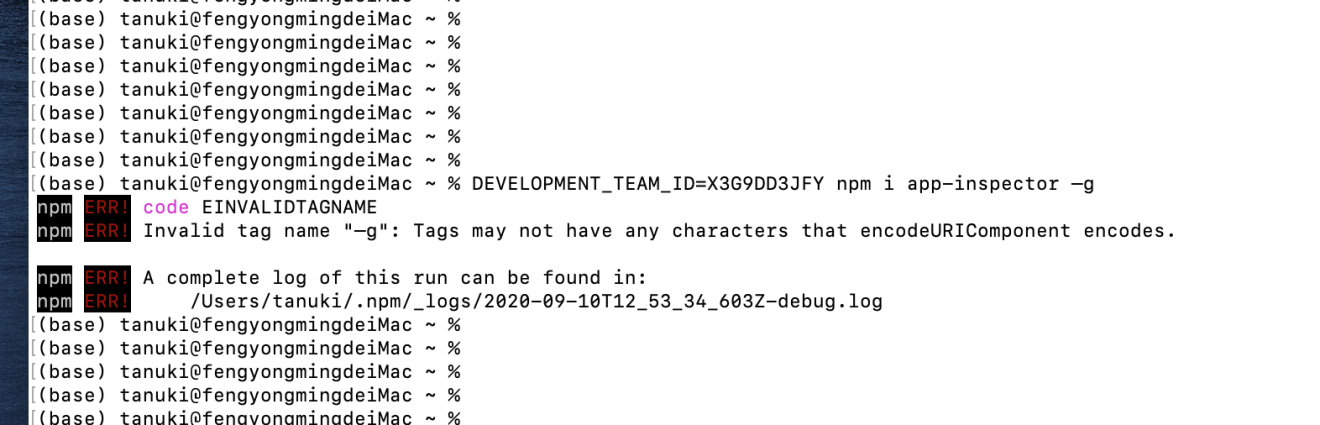 [(base) tanuki@fengyongmingdeiMac ~ %
[(base) tanuki@fengyongmingdeiMac ~ %
[(base) tanuki@fengyongmingdeiMac ~ %
[(base) tanuki@fengyongmingdeiMac ~ %
[(base) tanuki@fengyongmingdeiMac ~ %
[(base) tanuki@fengyongmingdeiMac ~ %
[(base) tanuki@fengyongmingdeiMac ~ %
[(base) tanuki@fengyongmingdeiMac ~ %
[(base) tanuki@fengyongmingdeiMac ~ % DEVELOPMENT_TEAM_ID=X3G9DD3JFY npm i app-inspector —g
npm ERR! code EINVALIDTAGNAME
npm ERR! Invalid tag name "—g": Tags may not have any characters that encodeURIComponent encodes.
npm ERR! A complete log of this run can be found in:
npm ERR!     /Users/tanuki/.npm/_logs/2020-09-10T12_53_34_603Z-debug.log
[(base) tanuki@fengyongmingdeiMac ~ %
[(base) tanuki@fengyongmingdeiMac ~ %
[(base) tanuki@fengyongmingdeiMac ~ %
[(base) tanuki@fengyongmingdeiMac ~ %
[(base) tanuki@fengyongmingdeiMac ~ %